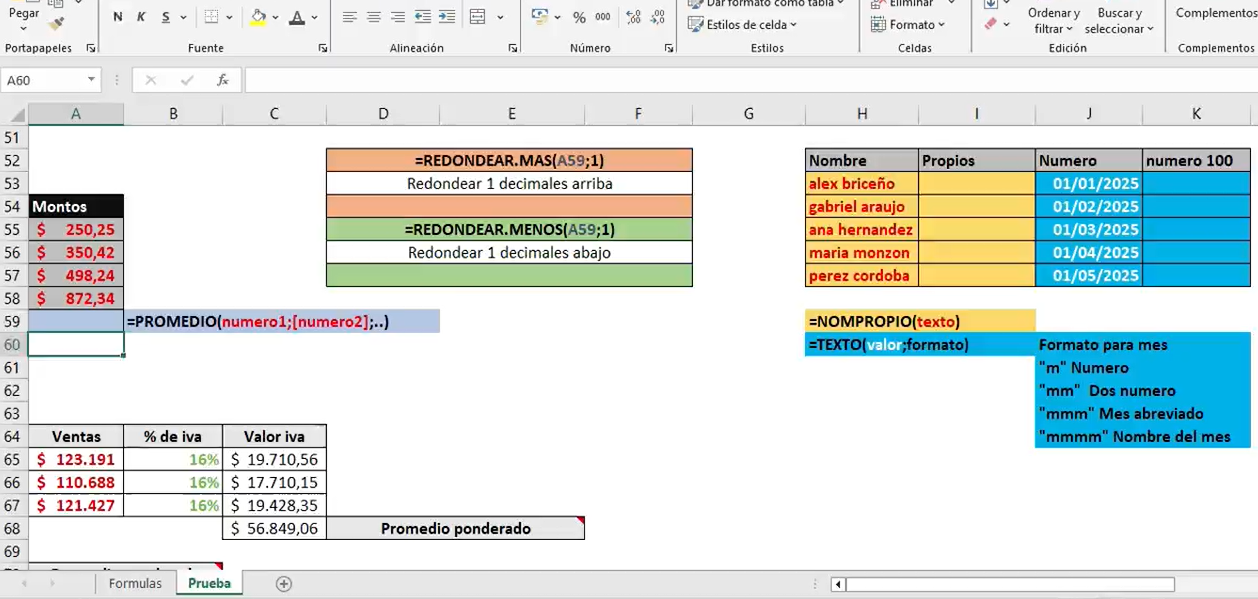 Pegar
N K S
A
% 000
Dar formato como tabla
Estilos de celda
Eliminar
Formato
Ordenar y filtrar
Buscar y seleccionar
Complementos
Portapapeles Fuente Alineación Número Estilos Celdas Edición Complementos
A60 fx
A B C D E F G H I J K
51
52 =REDONDEAR.MAS(A59;1) Nombre Propios Numero numero 100
53 Redondear 1 decimales arriba alex briceño 01/01/2025
54 Montos gabriel araujo 01/02/2025
55 $ 250,25 =REDONDEAR.MENOS(A59;1) ana hernandez 01/03/2025
56 $ 350,42 Redondear 1 decimales abajo maria monzon 01/04/2025
57 $ 498,24 perez cordoba 01/05/2025
58 $ 872,34
59 =PROMEDIO(numero1;[numero2];..) =NOMPROPIO(texto)
60 =TEXTO(valor;formato) Formato para mes
61 "m" Numero
62 "mm" Dos numero
63 "mmm" Mes abreviado
64 Ventas % de iva Valor iva "mmmm" Nombre del mes
65 $ 123.191 16% $ 19.710,56
66 $ 110.688 16% $ 17.710,15
67 $ 121.427 16% $ 19.428,35
68 $ 56.849,06 Promedio ponderado
69
Formulas Prueba